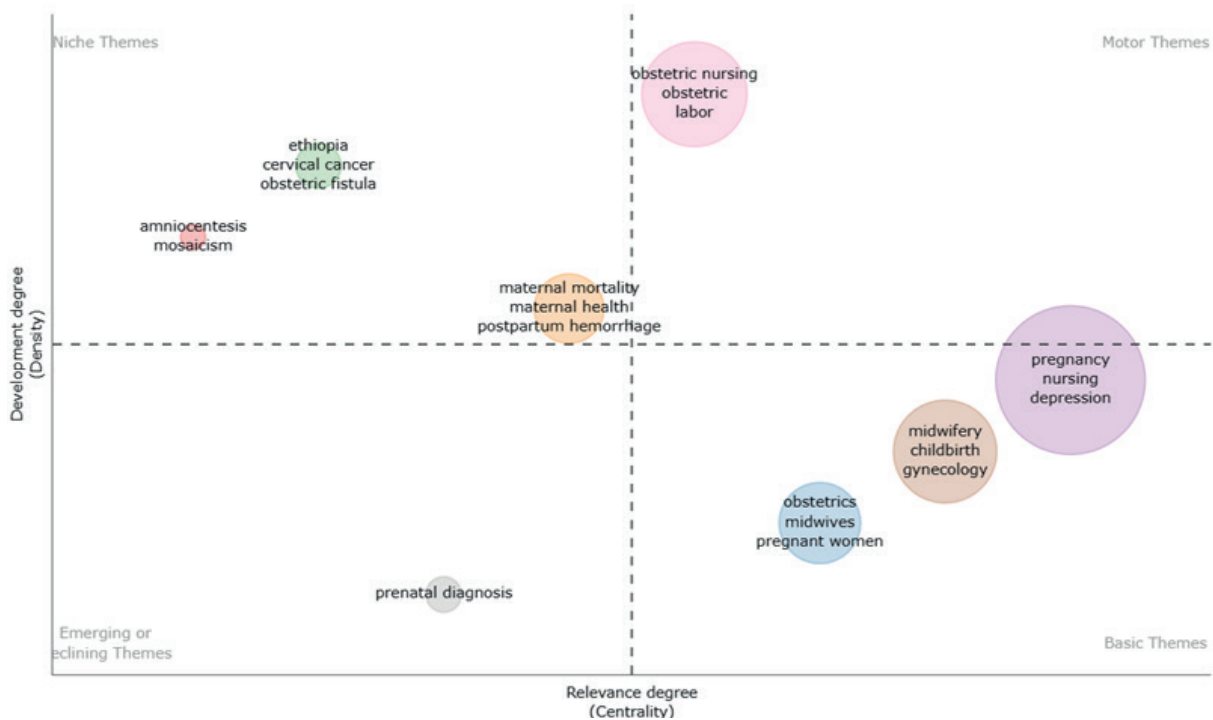 Niche Themes
Motor Themes
obstetric nursing
obstetric
labor
ethiopia
cervical cancer
obstetric fistula
amniocentesis
mosaicism
maternal mortality
maternal health
postpartum hemorrhage
Development degree
(Density)
pregnancy
nursing
depression
midwifery
childbirth
gynecology
obstetrics
midwives
pregnant women
prenatal diagnosis
Emerging or
eclining Themes
Basic Themes
Relevance degree
(Centrality)